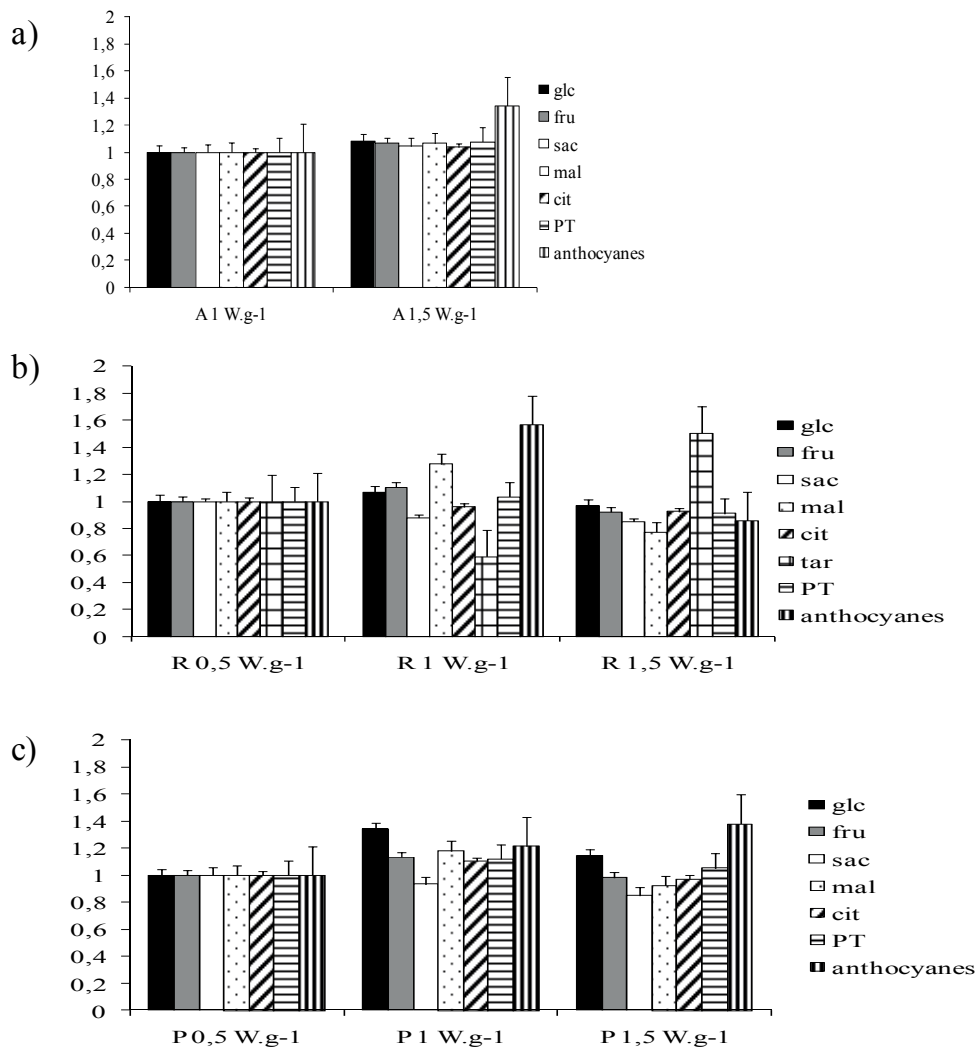 a)
2
1,8
1,6
1,4
1,2
1
0,8
0,6
0,4
0,2
0
glc
fru
sac
mal
cit
PT
anthocyanes
A 1 W.g-1 A 1,5 W.g-1
b)
2
1,8
1,6
1,4
1,2
1
0,8
0,6
0,4
0,2
0
glc
fru
sac
mal
cit
tar
PT
anthocyanes
R 0,5 W.g-1 R 1 W.g-1 R 1,5 W.g-1
c)
2
1,8
1,6
1,4
1,2
1
0,8
0,6
0,4
0,2
0
glc
fru
sac
mal
cit
PT
anthocyanes
P 0,5 W.g-1 P 1 W.g-1 P 1,5 W.g-1